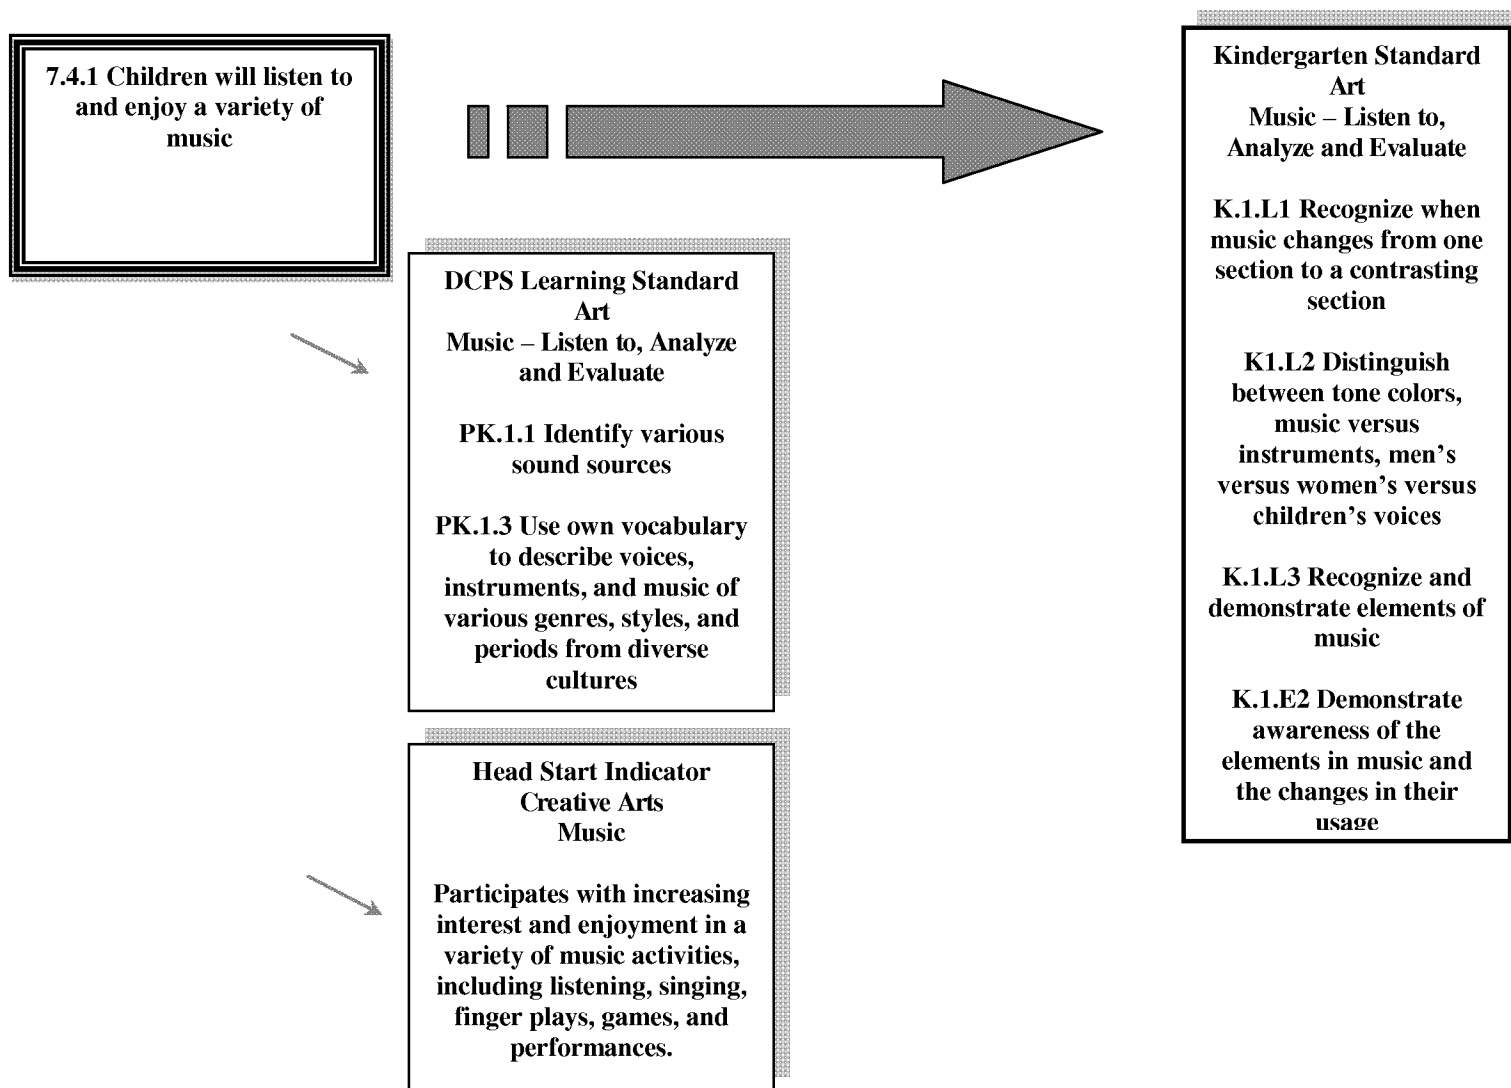 7.4.1 Children will listen to
and enjoy a variety of
music
DCPS Learning Standard
Art
Music – Listen to, Analyze
and Evaluate
PK.1.1 Identify various
sound sources
PK.1.3 Use own vocabulary
to describe voices,
instruments, and music of
various genres, styles, and
periods from diverse
cultures
Head Start Indicator
Creative Arts
Music
Participates with increasing
interest and enjoyment in a
variety of music activities,
including listening, singing,
finger plays, games, and
performances.
Kindergarten Standard
Art
Music – Listen to,
Analyze and Evaluate
K.1.L1 Recognize when
music changes from one
section to a contrasting
section
K1.L2 Distinguish
between tone colors,
music versus
instruments, men’s
versus women’s versus
children’s voices
K.1.L3 Recognize and
demonstrate elements of
music
K.1.E2 Demonstrate
awareness of the
elements in music and
the changes in their
usage